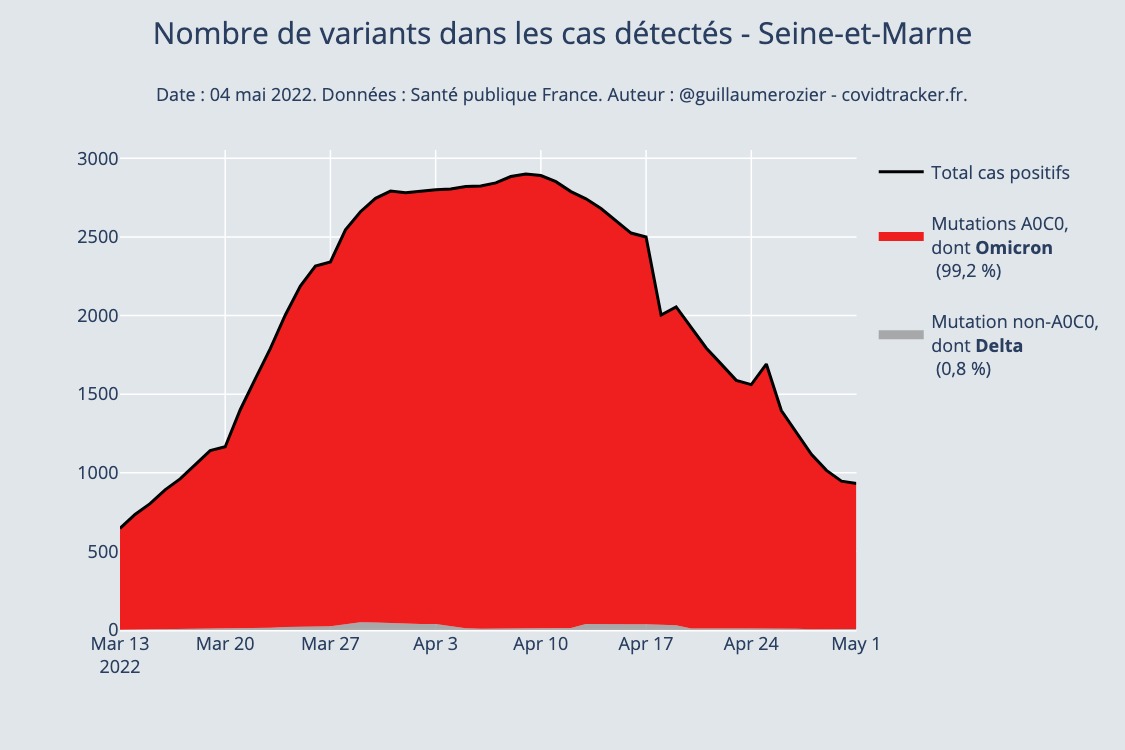 Nombre de variants dans les cas détectés - Seine-et-Marne
Date : 04 mai 2022. Données : Santé publique France. Auteur : @guillaumerozier - covidtracker.fr.
3000
2500
2000
1500
1000
500
0
Mar 13
2022
Mar 20
Mar 27
Apr 3
Apr 10
Apr 17
Apr 24
May 1
Total cas positifs
Mutations A0C0,
dont Omicron
(99,2 %)
Mutation non-A0C0,
dont Delta
(0,8 %)